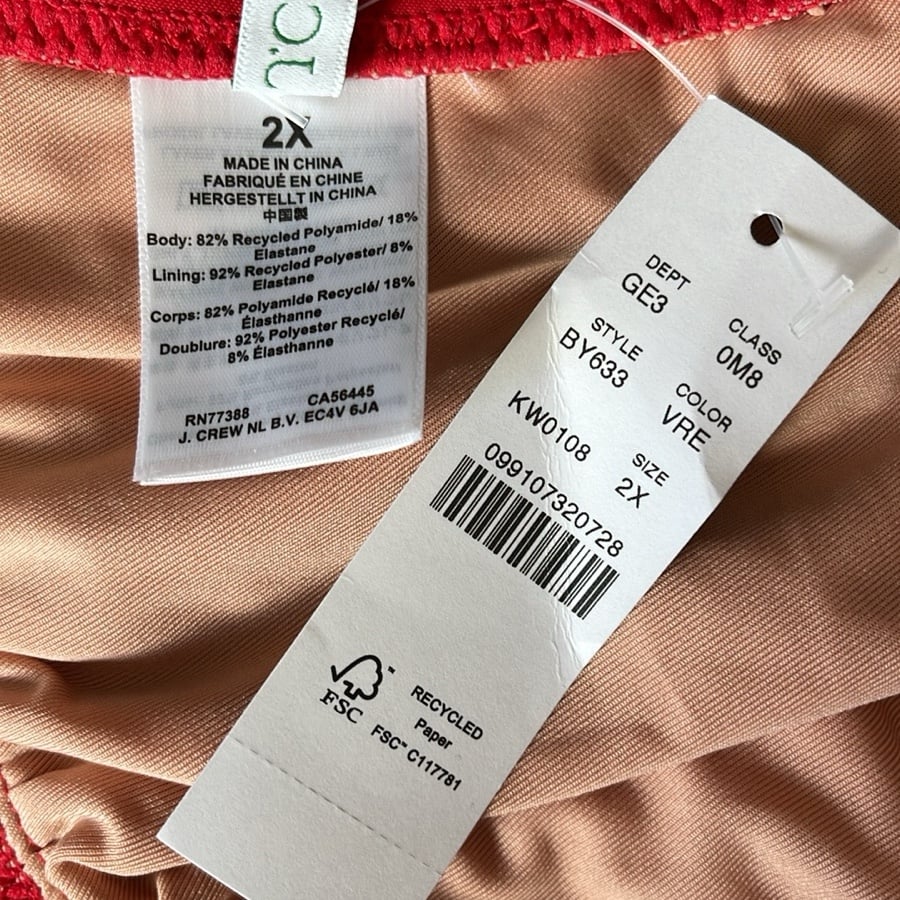 2X
MADE IN CHINA
FABRIQUÉ EN CHINE
HERGESTELLT IN CHINA
中国製
Body: 82% Recycled Polyamide/ 18%
Elastane
Lining: 92% Recycled Polyester/ 8%
Elastane
Corps: 82% Polyamide Recyclé/ 18%
Élasthanne
Doublure: 92% Polyester Recyclé/
8% Élasthanne
RN77388 CA56445
J. CREW NL B.V. EC4V 6JA
DEPT
GE3
CLASS
0M8
STYLE
BY633
COLOR
VRE
KW0108
SIZE
2X
099107320728
FSC™
RECYCLED
Paper
FSC™ C117781